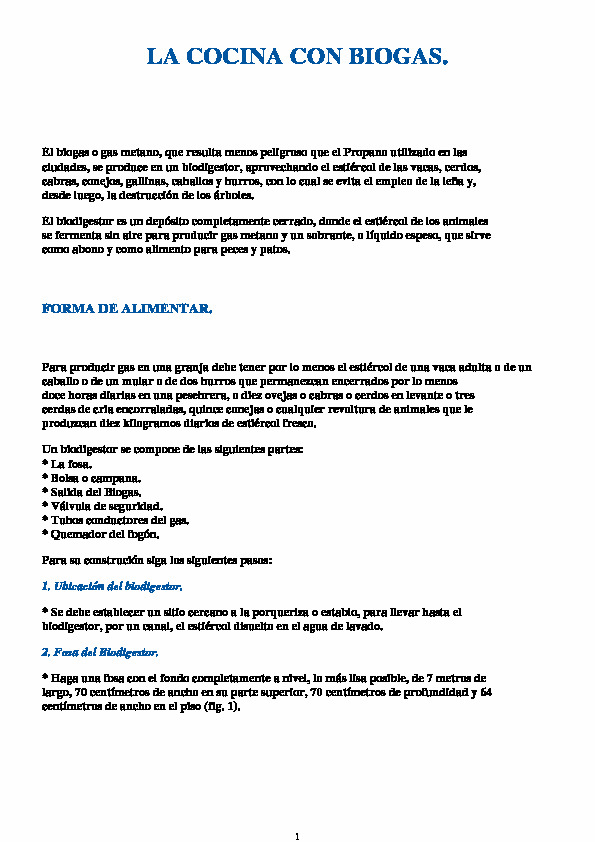 LA COCINA CON BIOGAS.
El biogas o gas metano, que resulta menos peligroso que el Propano utilizado en las
ciudades, se produce en un biodigestor, aprovechando el estiércol de las vacas, cerdos,
cabras, conejos, gallinas, caballos y burros, con lo cual se evita el empleo de la leña y,
desde luego, la destrucción de los árboles.
El biodigestor es un depósito completamente cerrado, donde el estiércol de los animales
se fermenta sin aire para producir gas metano y un sobrante, o líquido espeso, que sirve
como abono y como alimento para peces y patos.
FORMA DE ALIMENTAR.
Para producir gas en una granja debe tener por lo menos el estiércol de una vaca adulta o de un
caballo o de un mular o de dos burros que permanezcan encerrados por lo menos
doce horas diarias en una pesebrera, o diez ovejas o cabras o cerdos en levante o tres
cerdas de cria encorraladas, quince conejas o cualquier revoltura de animales que le
produzcan diez kilogramos diarios de estiércol fresco.
Un biodigestor se compone de las siguientes partes:
* La fosa.
* Bolsa o campana.
* Salida del Biogas.
* Válvula de seguridad.
* Tubos conductores del gas.
* Quemador del fogón.
Para su construción siga los siguientes pasos:
1. Ubicación del biodigestor.
* Se debe establecer un sitio cercano a la porqueriza o establo, para llevar hasta el
biodigestor, por un canal, el estiércol disuelto en el agua de lavado.
2. Fosa del Biodigestor.
* Haga una fosa con el fondo completamente a nivel, lo más lisa posible, de 7 metros de
largo, 70 centímetros de ancho en su parte superior, 70 centímetros de profundidad y 64
centímetros de ancho en el piso (fig. 1).
1